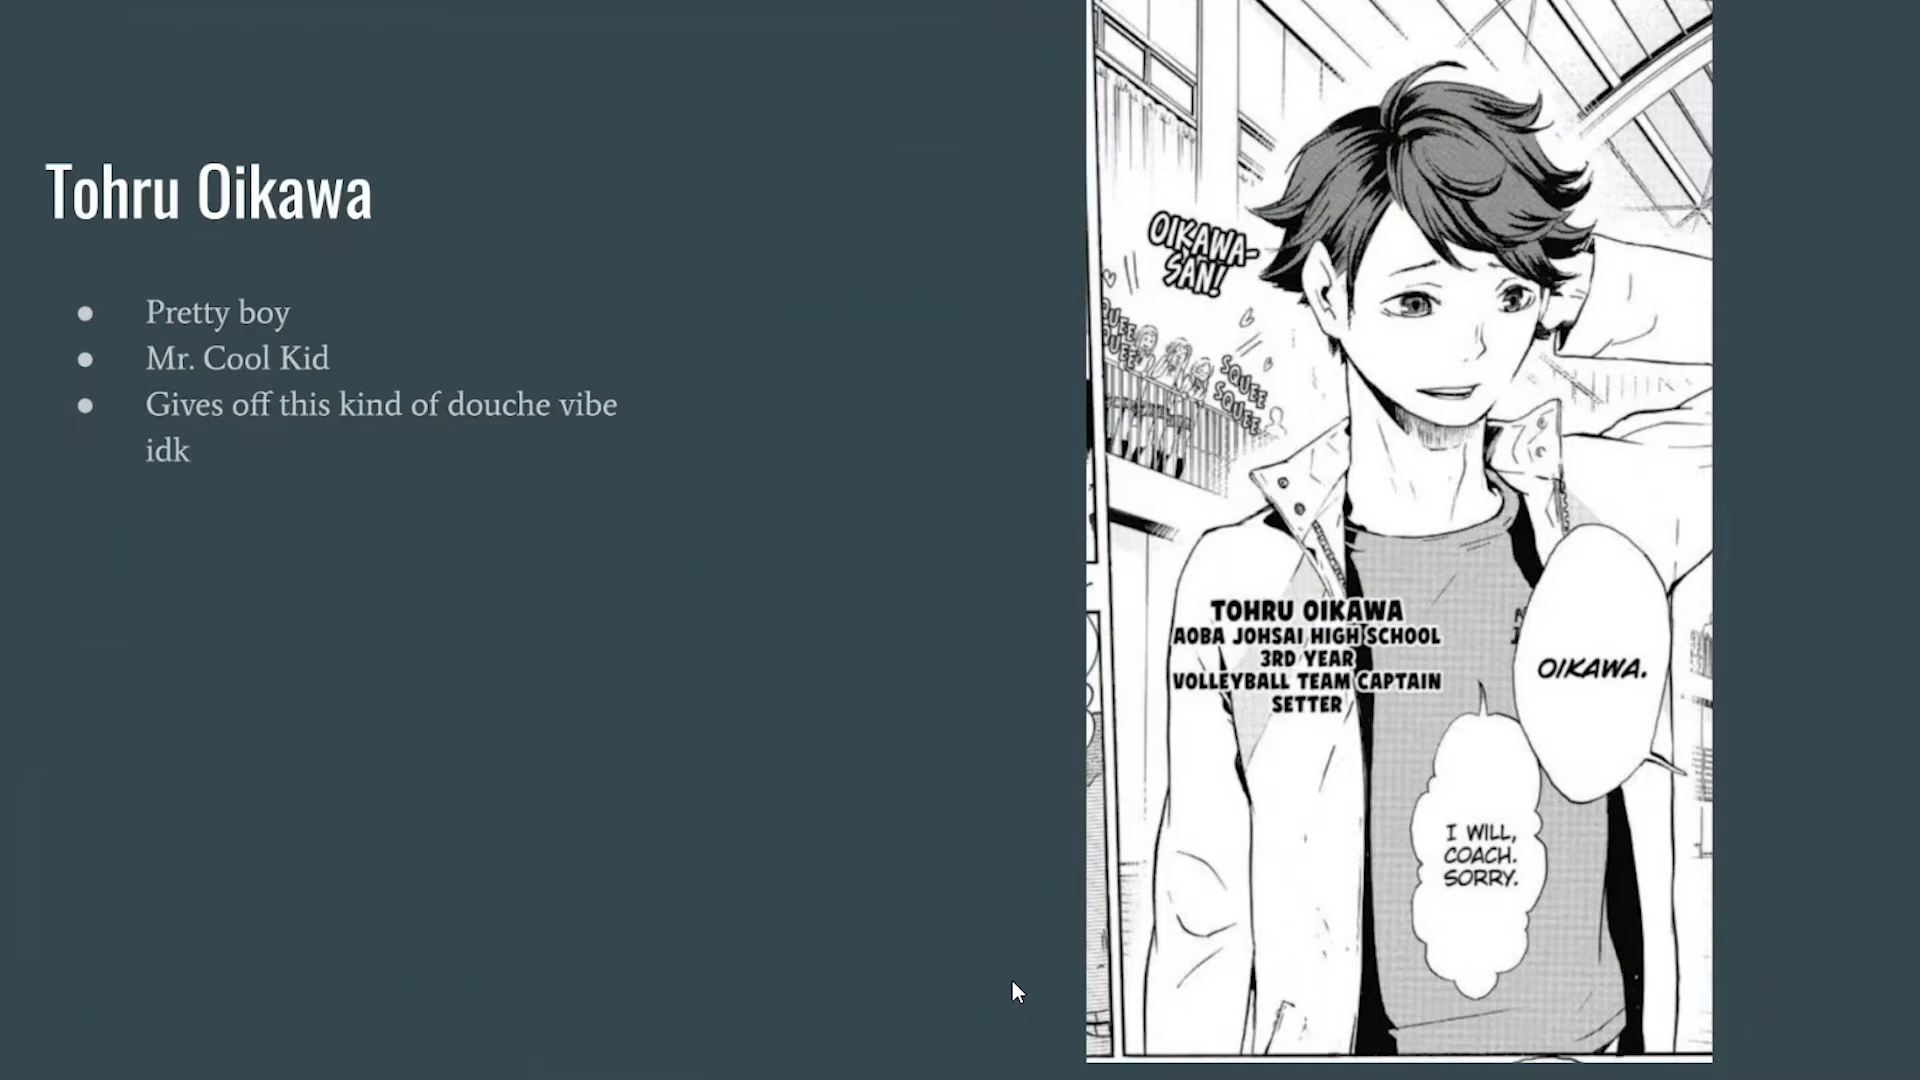 Tohru Oikawa
● Pretty boy
● Mr. Cool Kid
● Gives off this kind of douche vibe
idk
OIKAWA-
SAN!
SQUEE
SQUEE
TOHRU OIKAWA
AOBA JOHSAI HIGH SCHOOL
3RD YEAR
VOLLEYBALL TEAM CAPTAIN
SETTER
OIKAWA.
I WILL,
COACH.
SORRY.